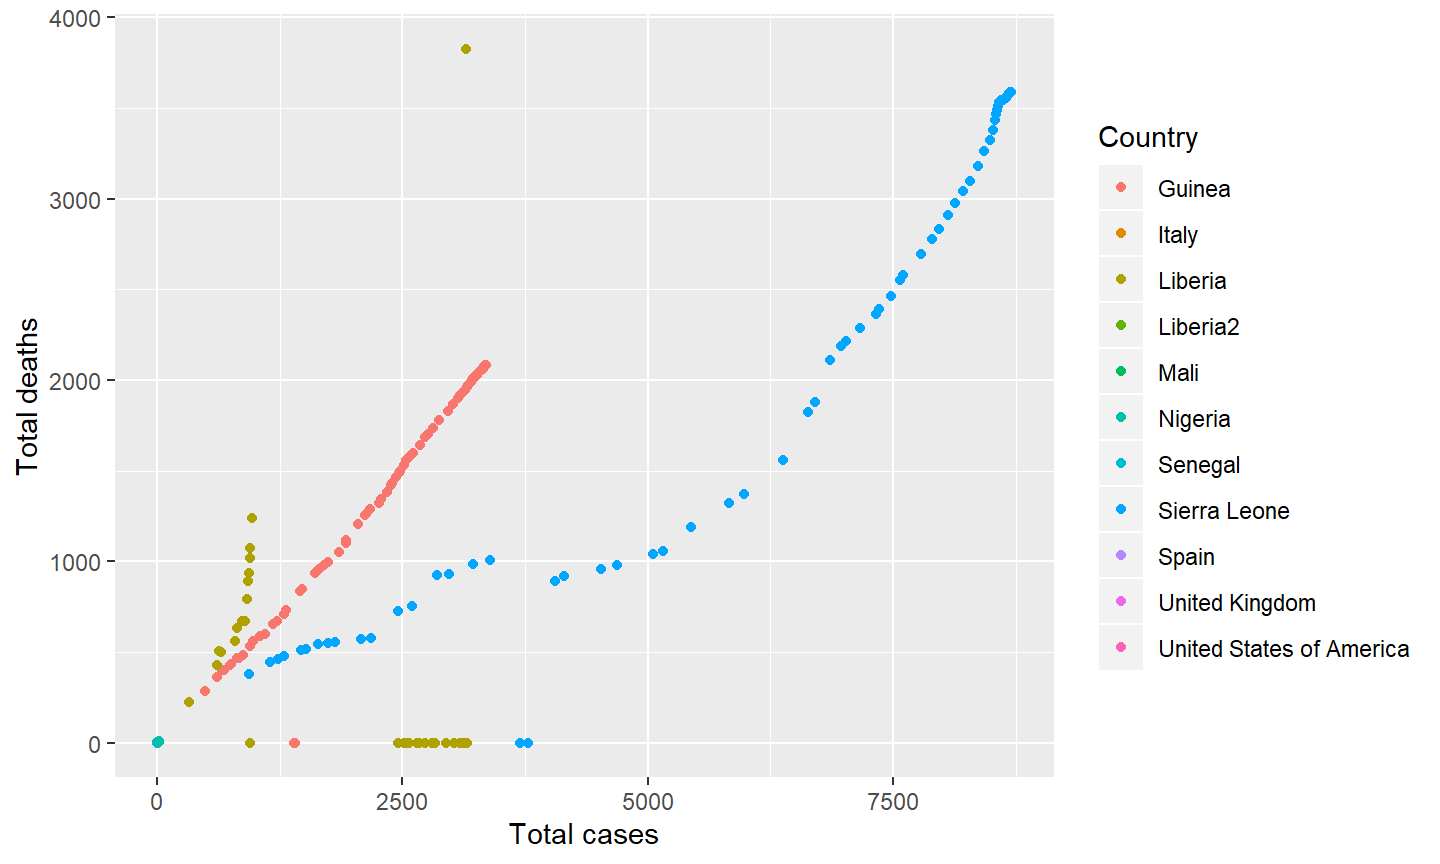 4000
3000
2000
1000
0
Total deaths
0
2500
5000
7500
Total cases
Country
Guinea
Italy
Liberia
Liberia2
Mali
Nigeria
Senegal
Sierra Leone
Spain
United Kingdom
United States of America